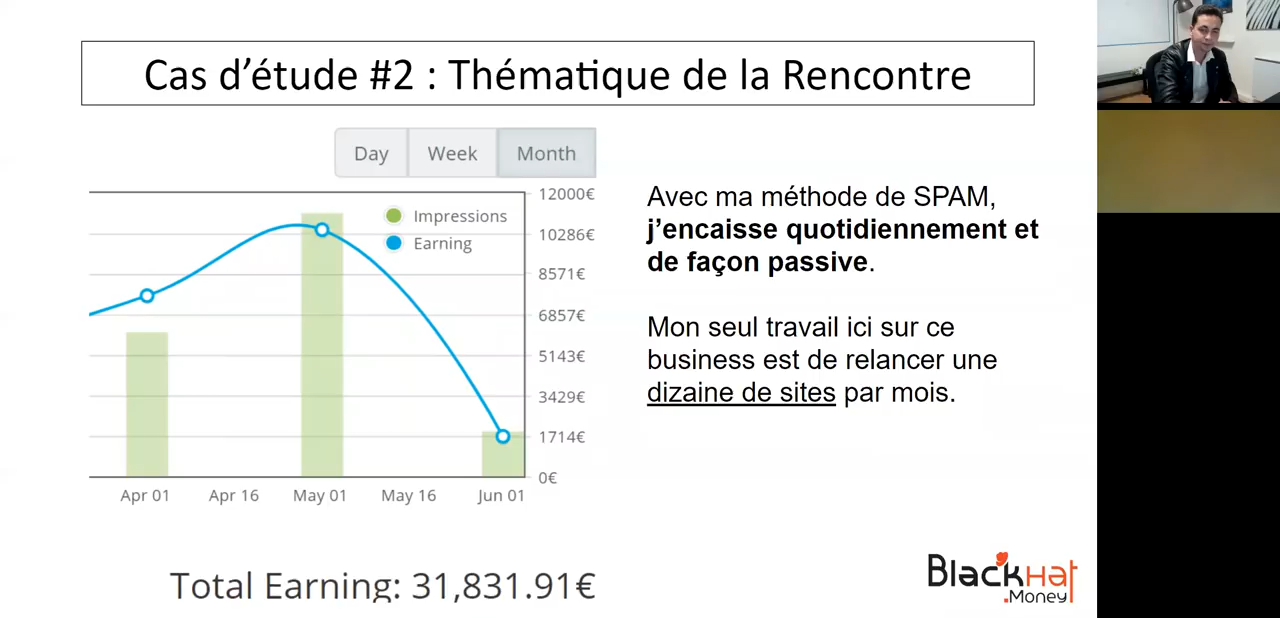 Cas d’étude #2 : Thématique de la Rencontre
Day Week Month
12000€
Impressions
10286€
Earning
8571€
6857€
5143€
3429€
1714€
0€
Apr 01 Apr 16 May 01 May 16 Jun 01
Total Earning: 31,831.91€
Avec ma méthode de SPAM,
j’encaisse quotidiennement et
de façon passive.
Mon seul travail ici sur ce
business est de relancer une
dizaine de sites par mois.
BlackHat
.Money